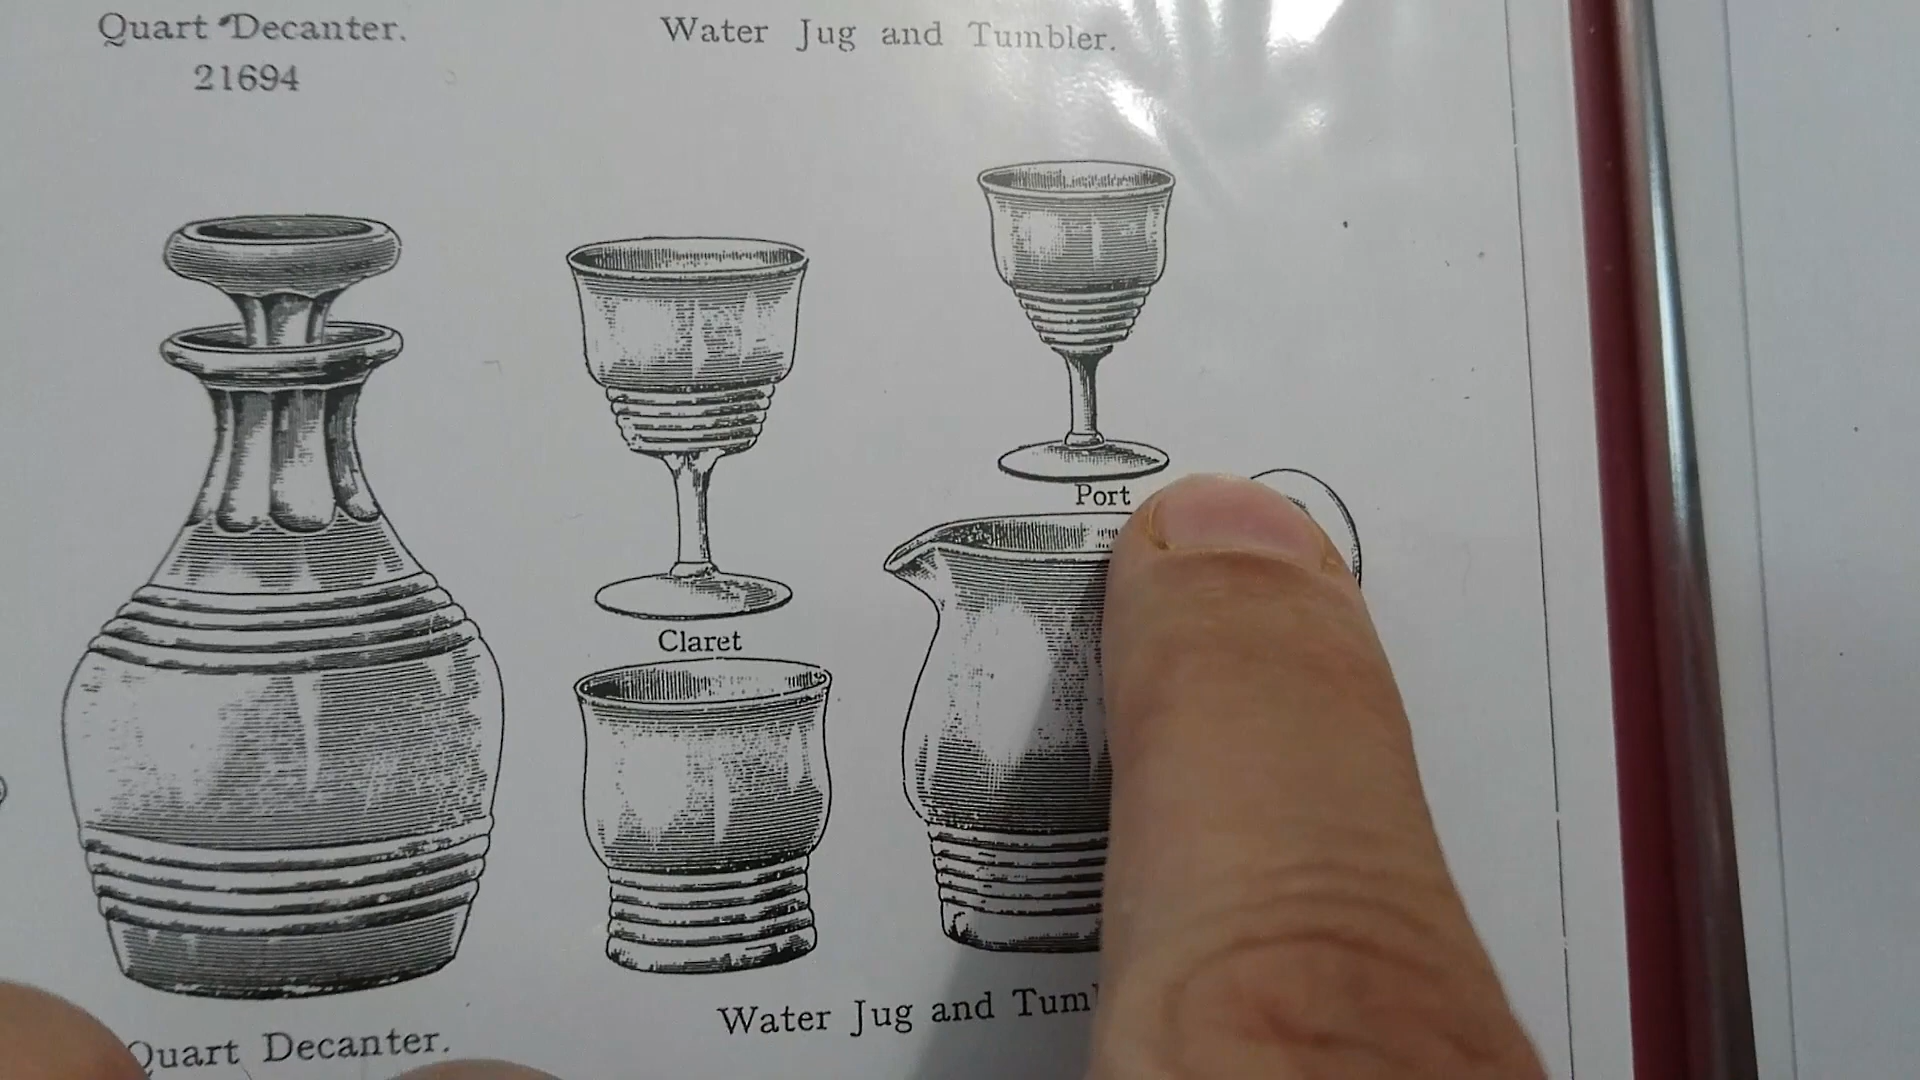 Quart Decanter.
21694
Water Jug and Tumbler.
Port
Claret
Water Jug and Tum
Quart Decanter.